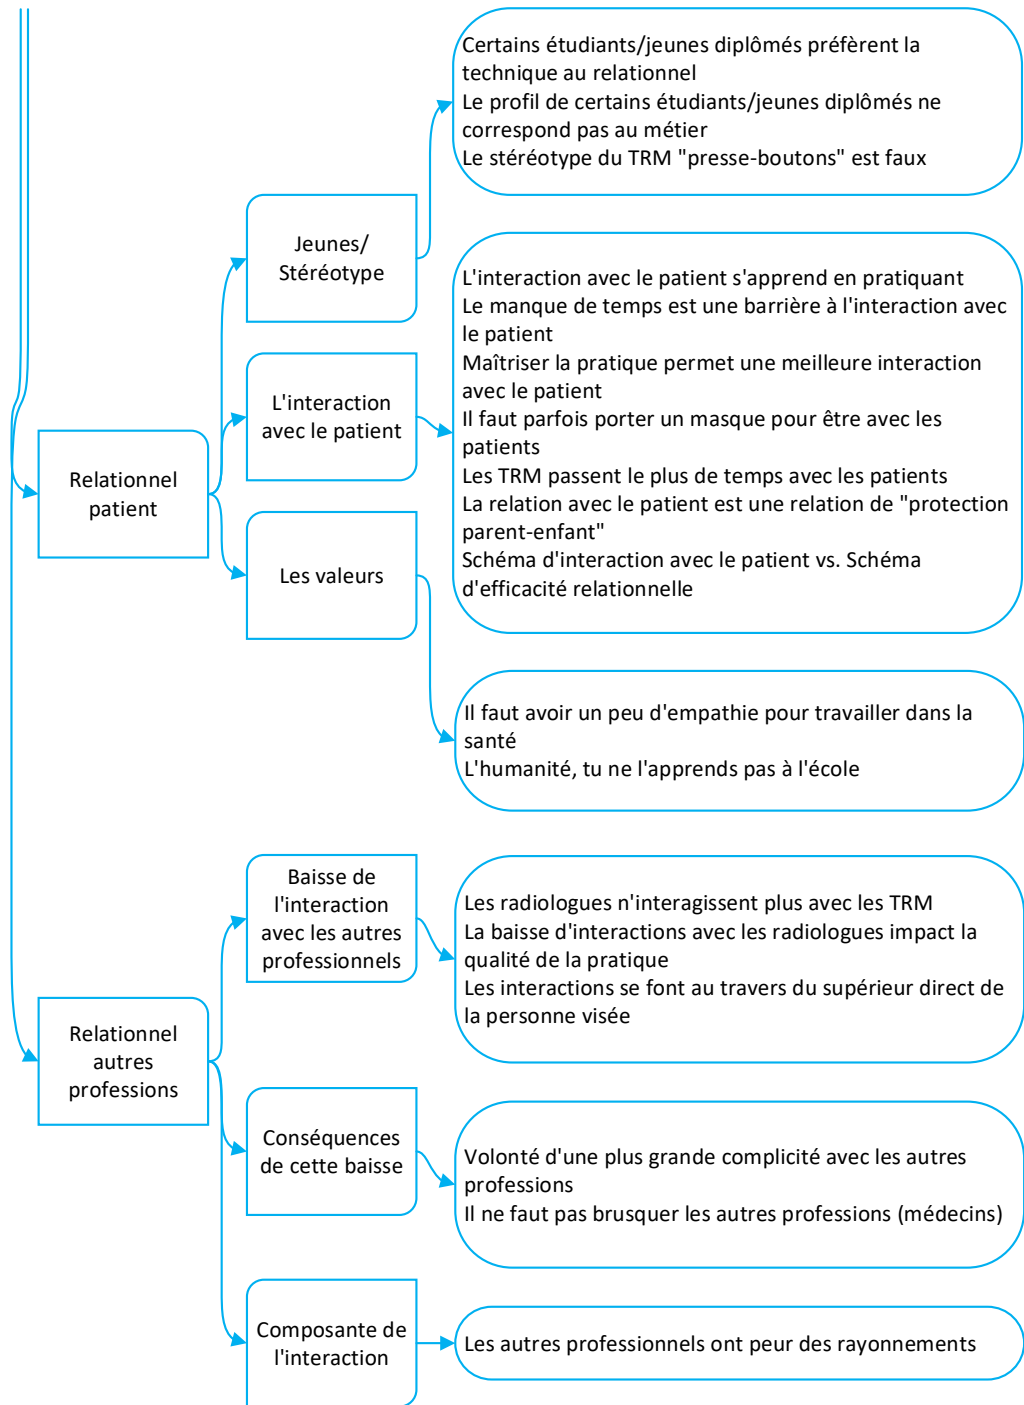 Certains étudiants/jeunes diplômés préfèrent la
technique au relationnel
Le profil de certains étudiants/jeunes diplômés ne
correspond pas au métier
Le stéréotype du TRM "presse-boutons" est faux
Jeunes/
Stéréotype
L'interaction avec le patient s'apprend en pratiquant
Le manque de temps est une barrière à l'interaction avec
le patient
Maîtriser la pratique permet une meilleure interaction
avec le patient
Il faut parfois porter un masque pour être avec les
patients
Les TRM passent le plus de temps avec les patients
La relation avec le patient est une relation de "protection
parent-enfant"
Schéma d'interaction avec le patient vs. Schéma
d'efficacité relationnelle
L'interaction
avec le patient
Relationnel
patient
Les valeurs
Il faut avoir un peu d'empathie pour travailler dans la
santé
L'humanité, tu ne l'apprends pas à l'école
Baisse de
l'interaction
avec les autres
professionnels
Les radiologues n'interagissent plus avec les TRM
La baisse d'interactions avec les radiologues impact la
qualité de la pratique
Les interactions se font au travers du supérieur direct de
la personne visée
Relationnel
autres
professions
Conséquences
de cette baisse
Volonté d'une plus grande complicité avec les autres
professions
Il ne faut pas brusquer les autres professions (médecins)
Composante de
l'interaction
Les autres professionnels ont peur des rayonnements